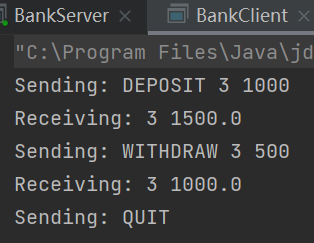 BankServer BankClient
"C:\Program Files\Java\jd
Sending: DEPOSIT 3 1000
Receiving: 3 1500.0
Sending: WITHDRAW 3 500
Receiving: 3 1000.0
Sending: QUIT